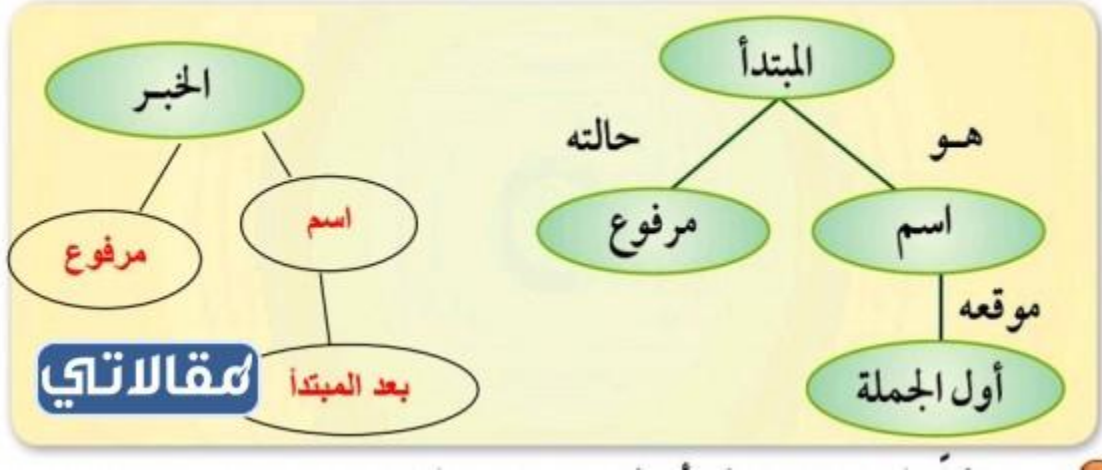 المبتدأ
هو
حالته
اسم
مرفوع
موقعه
أول الجملة
الخبر
اسم
مرفوع
بعد المبتدأ
مقالاتي